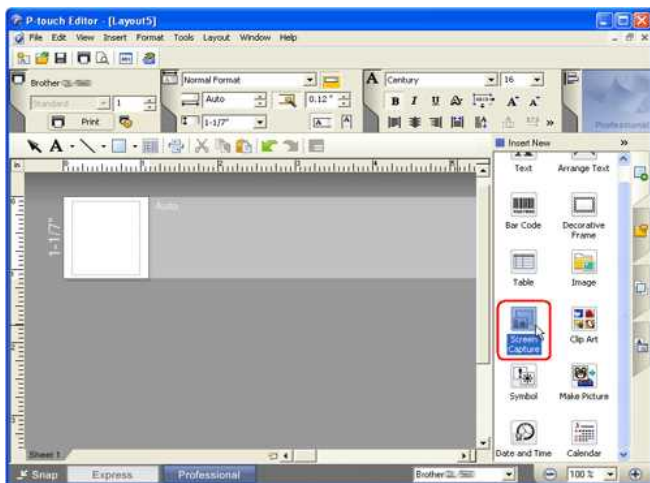 P-touch Editor - [Layout5]
File Edit View Insert Format Tools Layout Window Help
Brother
Normal Format
A Century 16
Standard 1
Auto 0.12"
B I U
Print
1-1/7"
A
Professional
A
Insert New
in
Text Arrange Text
Auto
1-1/7"
Bar Code Decorative
Frame
Table Image
Screen
Capture Clip Art
Symbol Make Picture
Sheet 1
Date and Time Calendar
Snap Express Professional Brother 100 %